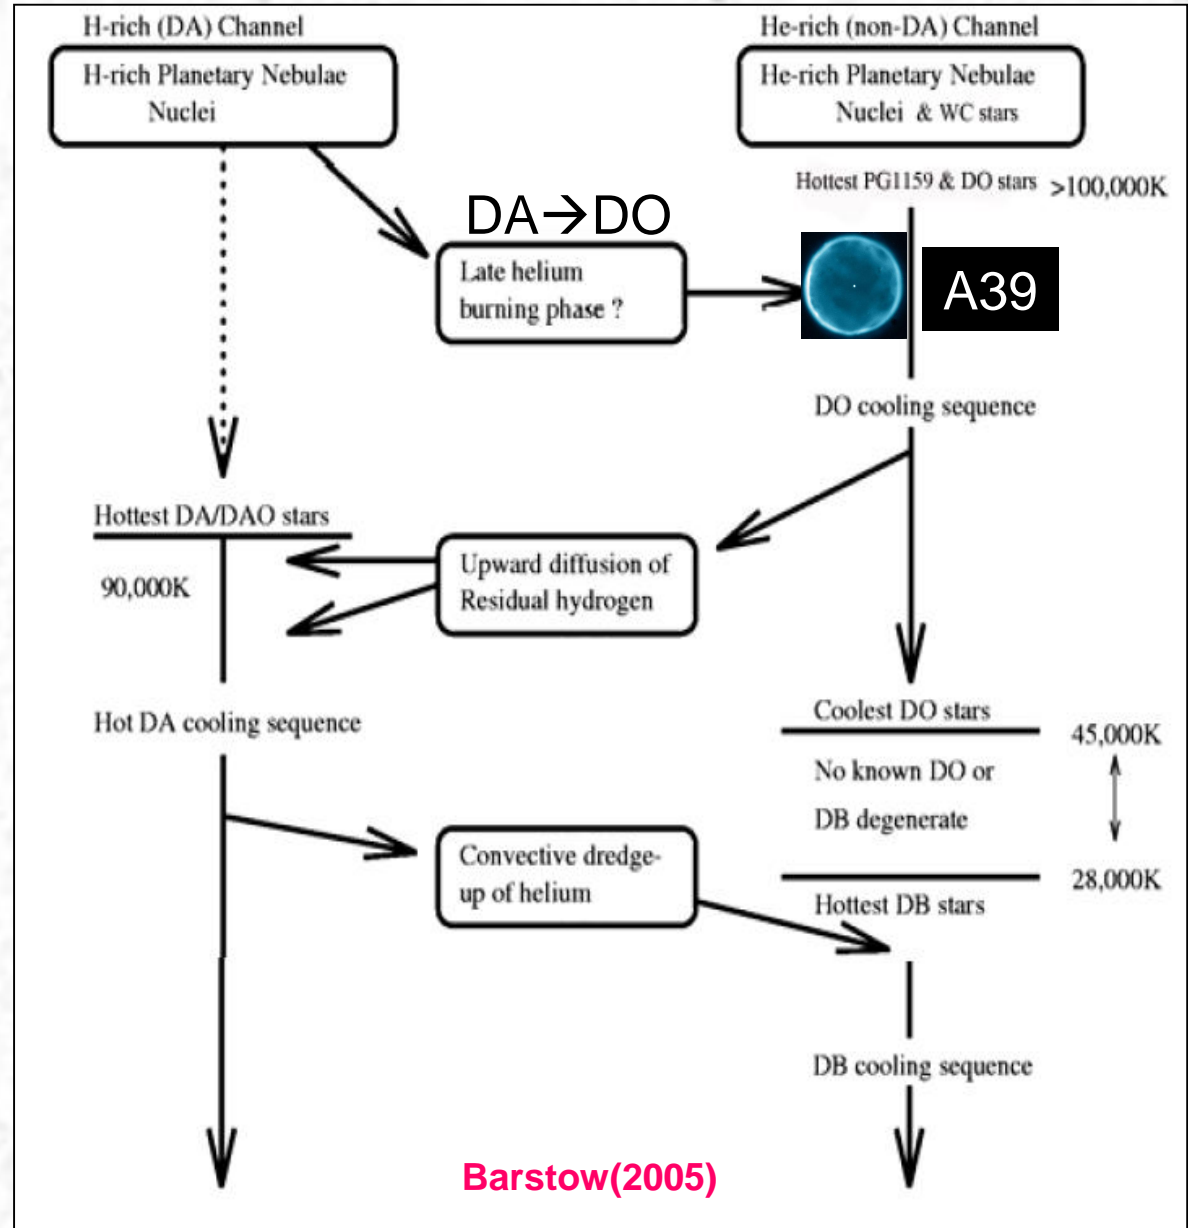 H-rich (DA) Channel
H-rich Planetary Nebulae
Nuclei
He-rich (non-DA) Channel
He-rich Planetary Nebulae
Nuclei & WC stars
Hottest PG1159 & DO stars >100,000K
DA→DO
Late helium
burning phase ?
A39
DO cooling sequence
Hottest DA/DAO stars
90,000K
Upward diffusion of
Residual hydrogen
Hot DA cooling sequence
Coolest DO stars
45,000K
No known DO or
DB degenerate
28,000K
Hottest DB stars
Convective dredge-
up of helium
DB cooling sequence
Barstow(2005)